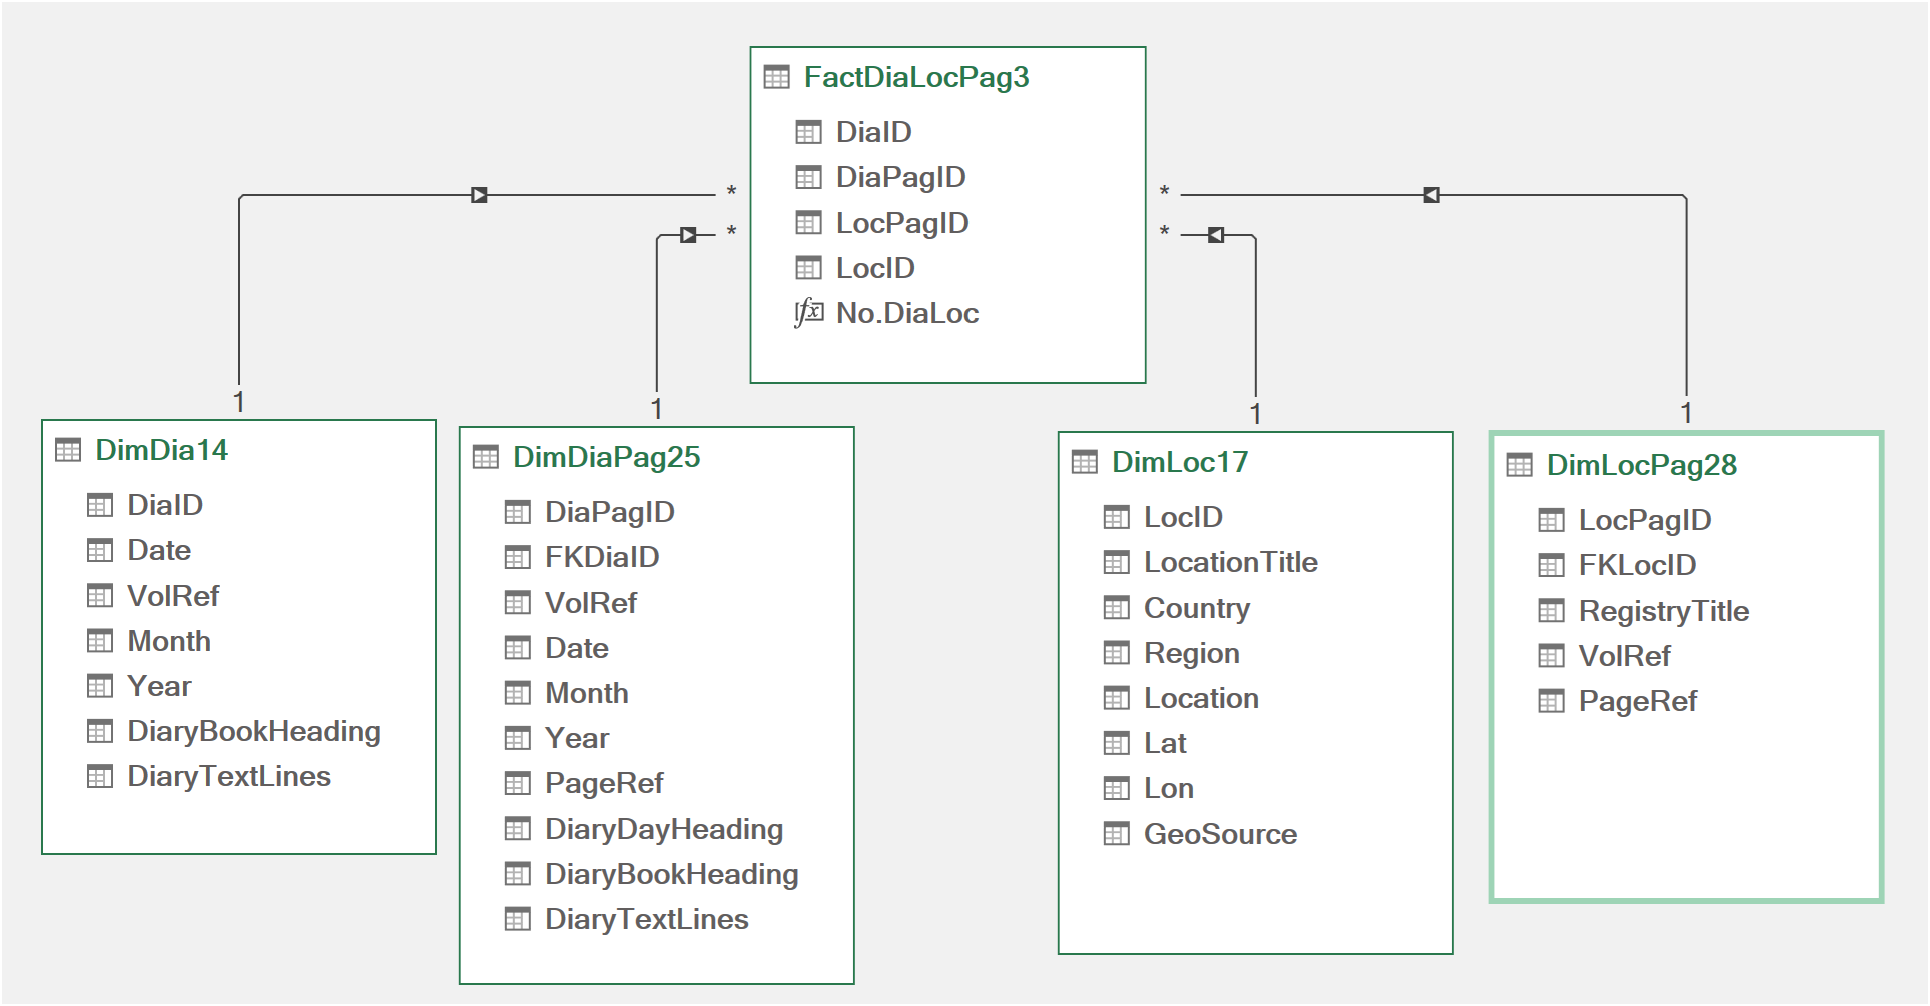 FactDiaLocPag3
DiaID
DiaPagID
LocPagID
LocID
fx No.DiaLoc
*
*
*
*
1
1
1
1
DimDia14
DiaID
Date
VolRef
Month
Year
DiaryBookHeading
DiaryTextLines
DimDiaPag25
DiaPagID
FKDiaID
VolRef
Date
Month
Year
PageRef
DiaryDayHeading
DiaryBookHeading
DiaryTextLines
DimLoc17
LocID
LocationTitle
Country
Region
Location
Lat
Lon
GeoSource
DimLocPag28
LocPagID
FKLocID
RegistryTitle
VolRef
PageRef